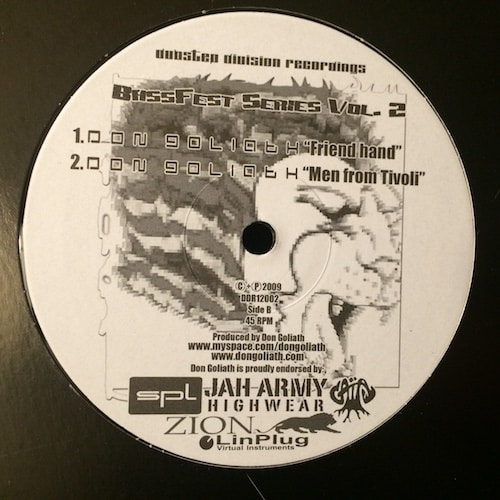 dubstep division recordings
BassFest Series Vol. 2
1. Don Goliath "Friend hand"
2. Don Goliath "Men from Tivoli"
© + ℗ 2009
DDR12002
Side B
45 RPM
Produced by Don Goliath
www.myspace.com/dongoliath
www.dongoliath.com
Don Goliath is proudly endorsed by:
spl JAH ARMY
HIGHWEAR
ZION
LinPlug
Virtual Instruments